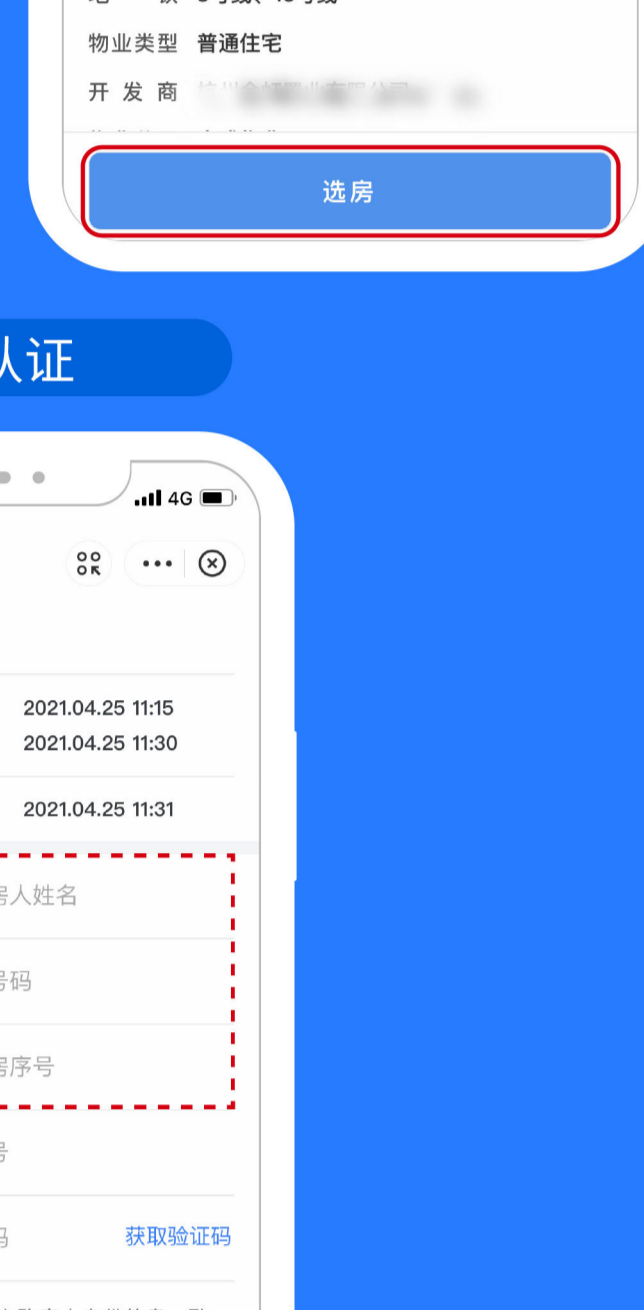 物业类型 普通住宅
开 发 商
选房
认证
4G
2021.04.25 11:15
2021.04.25 11:30
2021.04.25 11:31
房人姓名
号码
房序号
号
码 获取验证码